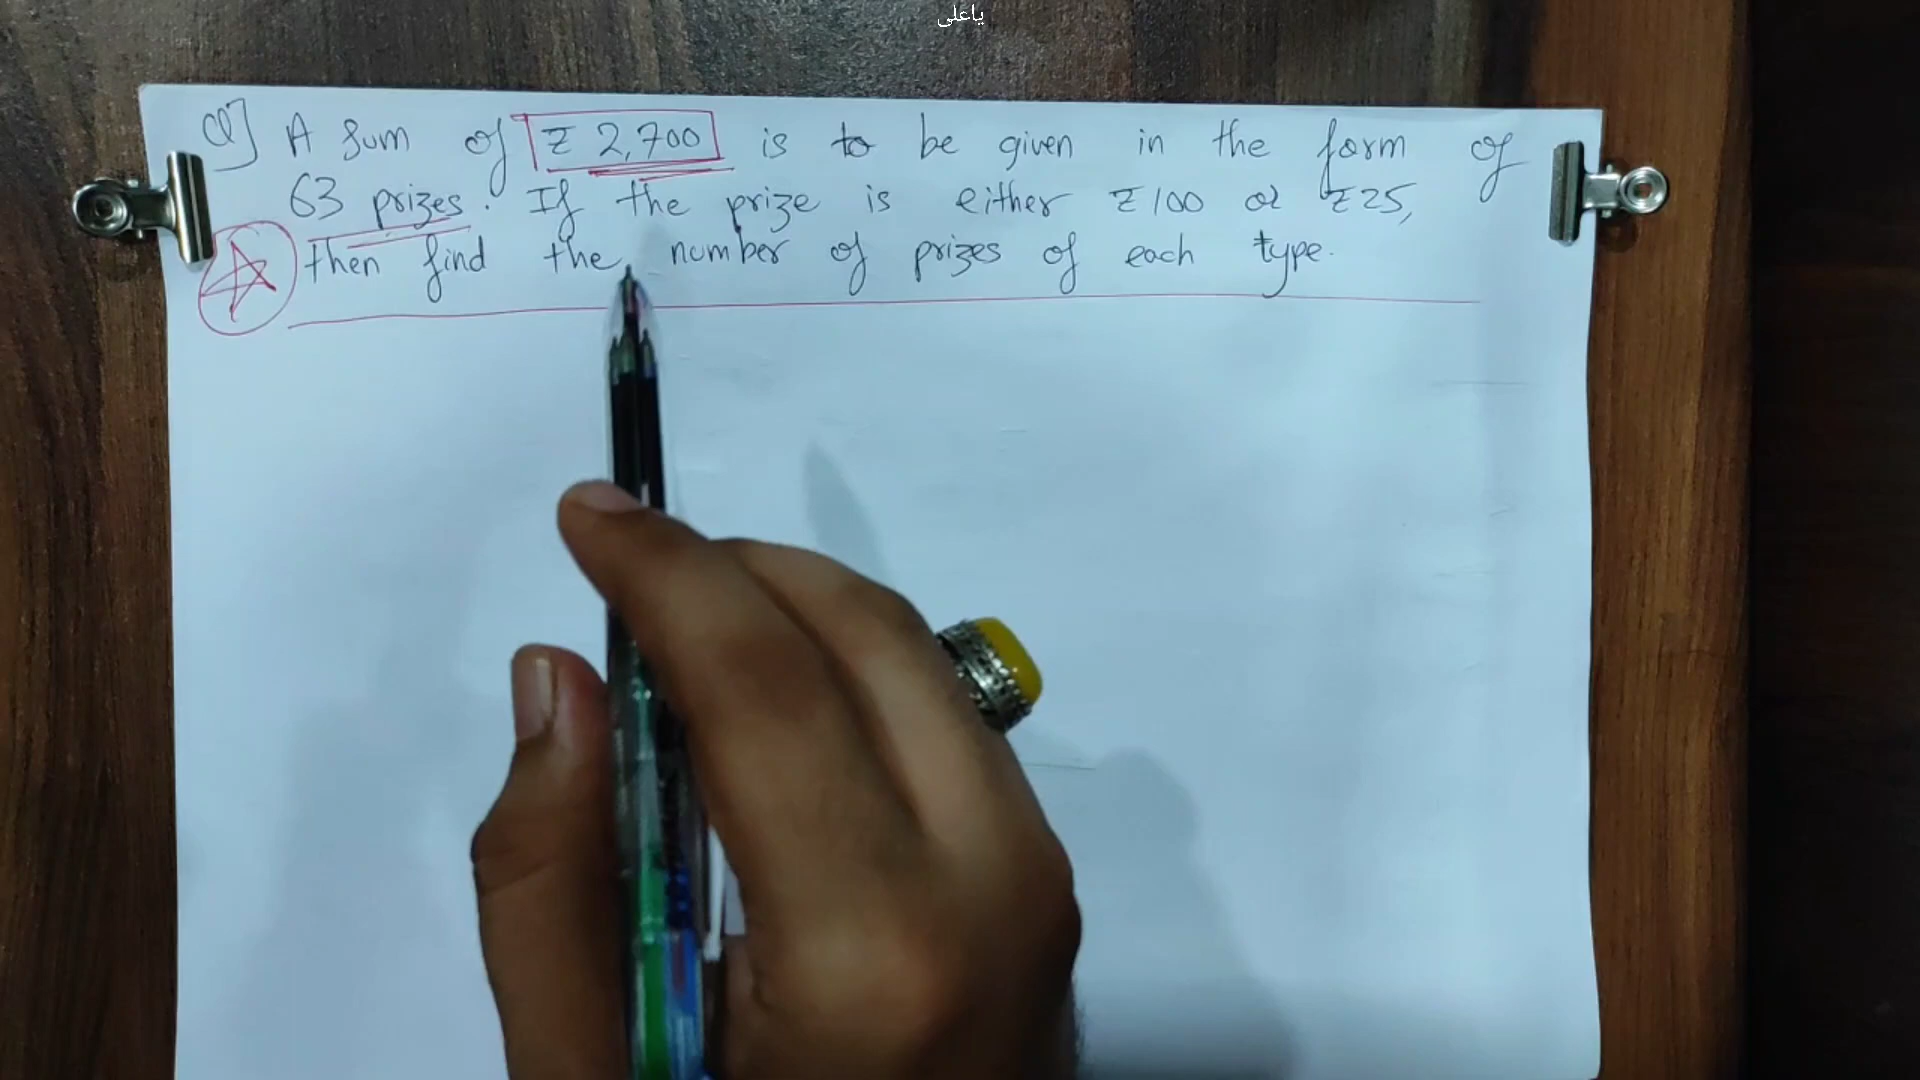 ياعلى
Q] A sum of ₹ 2,700 is to be given in the form of
63 prizes. If the prize is either ₹100 or ₹25,
then find the number of prizes of each type.